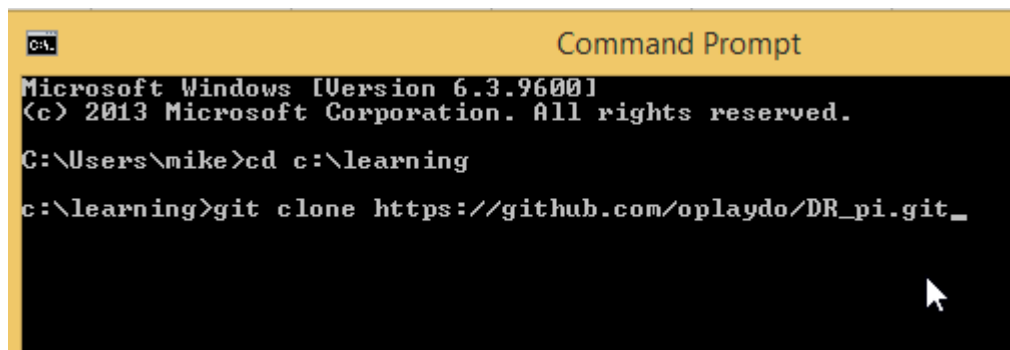 C:\.
Command Prompt
Microsoft Windows [Version 6.3.9600]
(c) 2013 Microsoft Corporation. All rights reserved.
C:\Users\mike>cd c:\learning
c:\learning>git clone https://github.com/oplaydo/DR_pi.git_